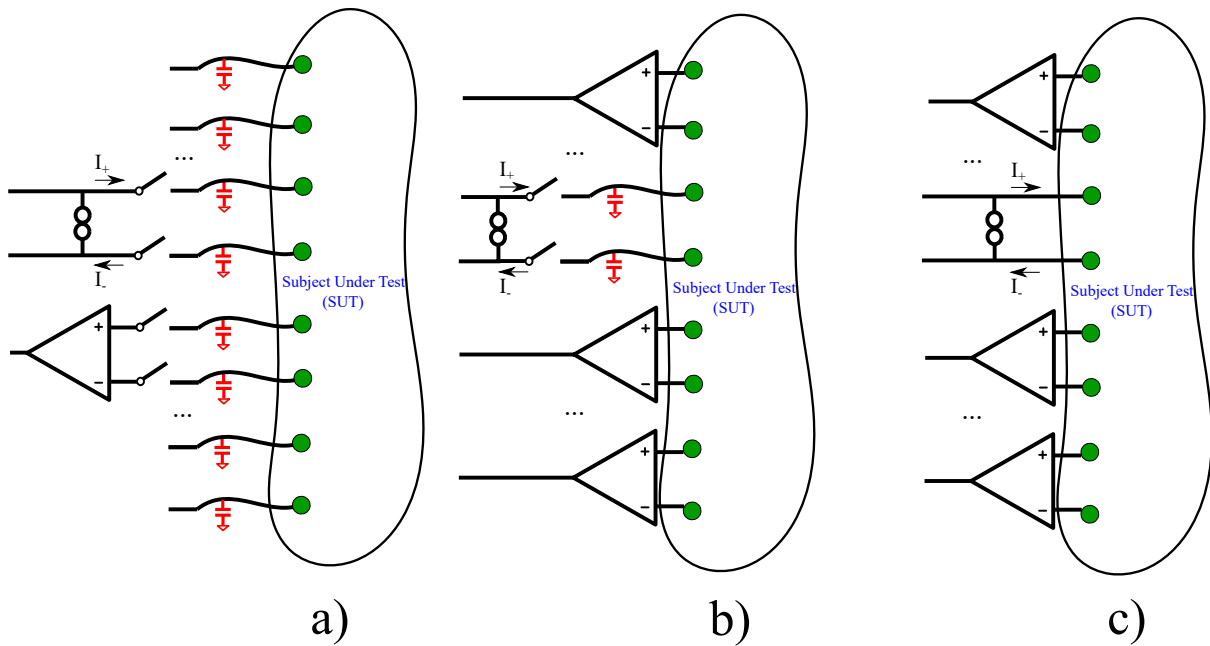 ...
I+
I-
+
−
...
Subject Under Test
(SUT)
a)
+
−
...
I+
I-
Subject Under Test
(SUT)
+
−
...
+
−
b)
+
−
...
I+
I-
Subject Under Test
(SUT)
+
−
...
+
−
c)